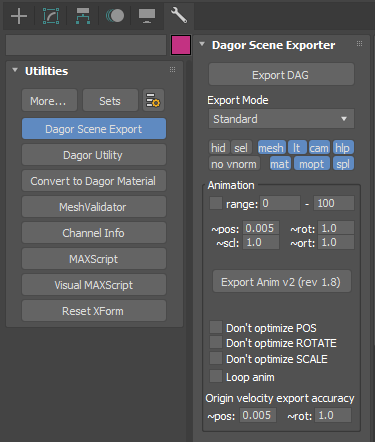 Utilities
More... Sets
Dagor Scene Export
Dagor Utility
Convert to Dagor Material
MeshValidator
Channel Info
MAXScript
Visual MAXScript
Reset XForm
Dagor Scene Exporter
Export DAG
Export Mode
Standard
hid sel mesh lt cam hlp
no vnorm mat mopt spl
Animation
range: 0 - 100
~pos: 0.005 ~rot: 1.0
~scl: 1.0 ~ort: 1.0
Export Anim v2 (rev 1.8)
Don't optimize POS
Don't optimize ROTATE
Don't optimize SCALE
Loop anim
Origin velocity export accuracy
~pos: 0.005 ~rot: 1.0